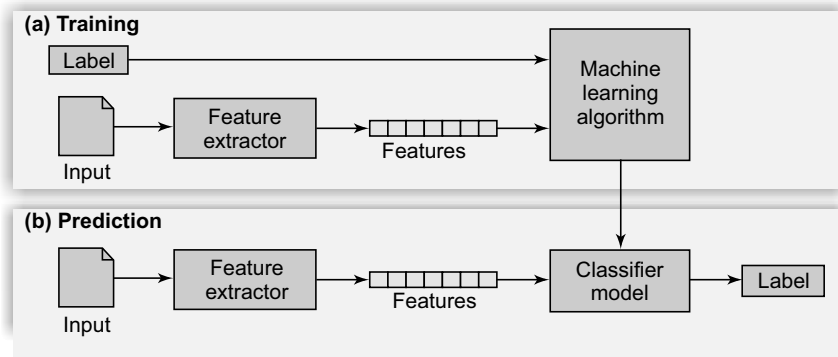 (a) Training
Label
Machine
learning
algorithm
Feature
extractor
Features
Input
(b) Prediction
Feature
extractor
Classifier
model
Label
Features
Input